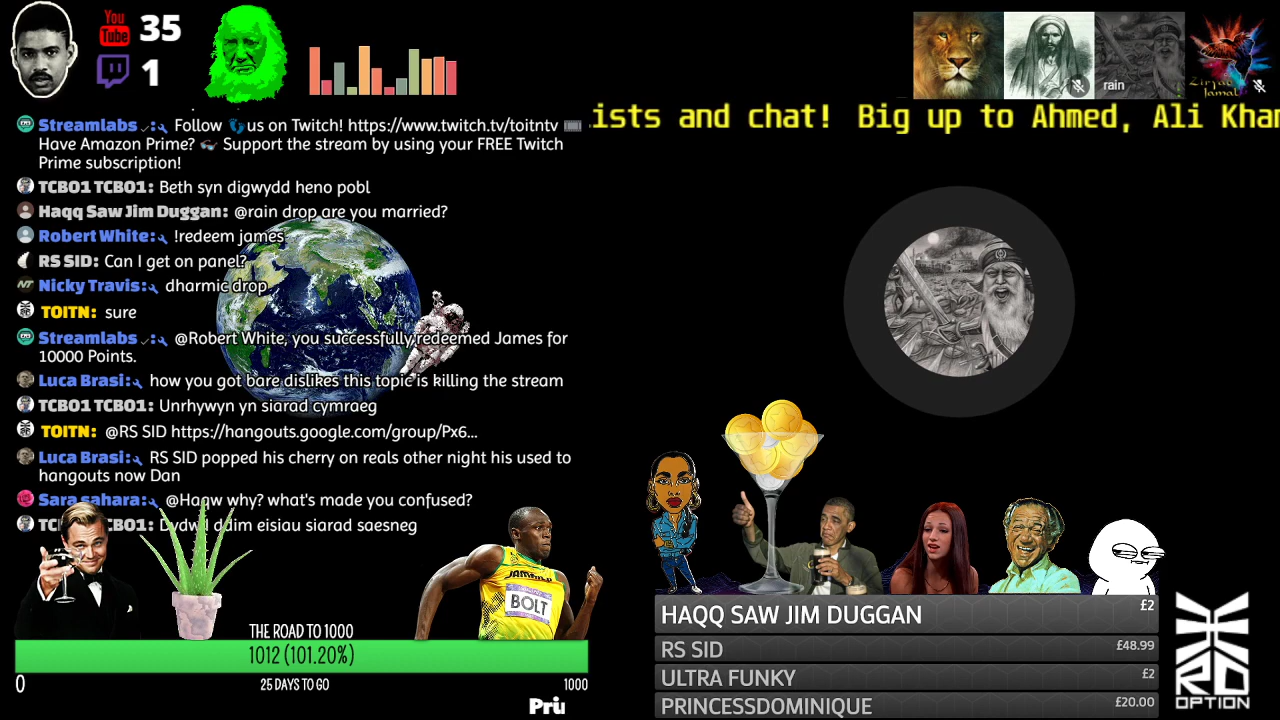 You
Tube 35
1
rain
Zirjad
Jamal
ists and chat! Big up to Ahmed, Ali Khan
Streamlabs : Follow us on Twitch! https://www.twitch.tv/toitntv
Have Amazon Prime? Support the stream by using your FREE Twitch
Prime subscription!
TCBO1 TCBO1: Beth syn digwydd heno pobl
Haqq Saw Jim Duggan: @rain drop are you married?
Robert White: !redeem james
RS SID: Can I get on panel?
NT Nicky Travis: dharmic drop
TOITN: sure
Streamlabs : @Robert White, you successfully redeemed James for
10000 Points.
Luca Brasi: how you got bare dislikes this topic is killing the stream
TCBO1 TCBO1: Unrhywyn yn siarad cymraeg
TOITN: @RS SID https://hangouts.google.com/group/Px6...
Luca Brasi: RS SID popped his cherry on reals other night his used to
hangouts now Dan
Sara sahara: @Haqw why? what's made you confused?
ddim eisiau siarad saesneg
JAMAICA
BOLT
THE ROAD TO 1000
1012 (101.20%)
0 25 DAYS TO GO 1000
HAQQ SAW JIM DUGGAN £2
RS SID £48.99
ULTRA FUNKY £2
PRINCESSDOMINIQUE £20.00
OPTION